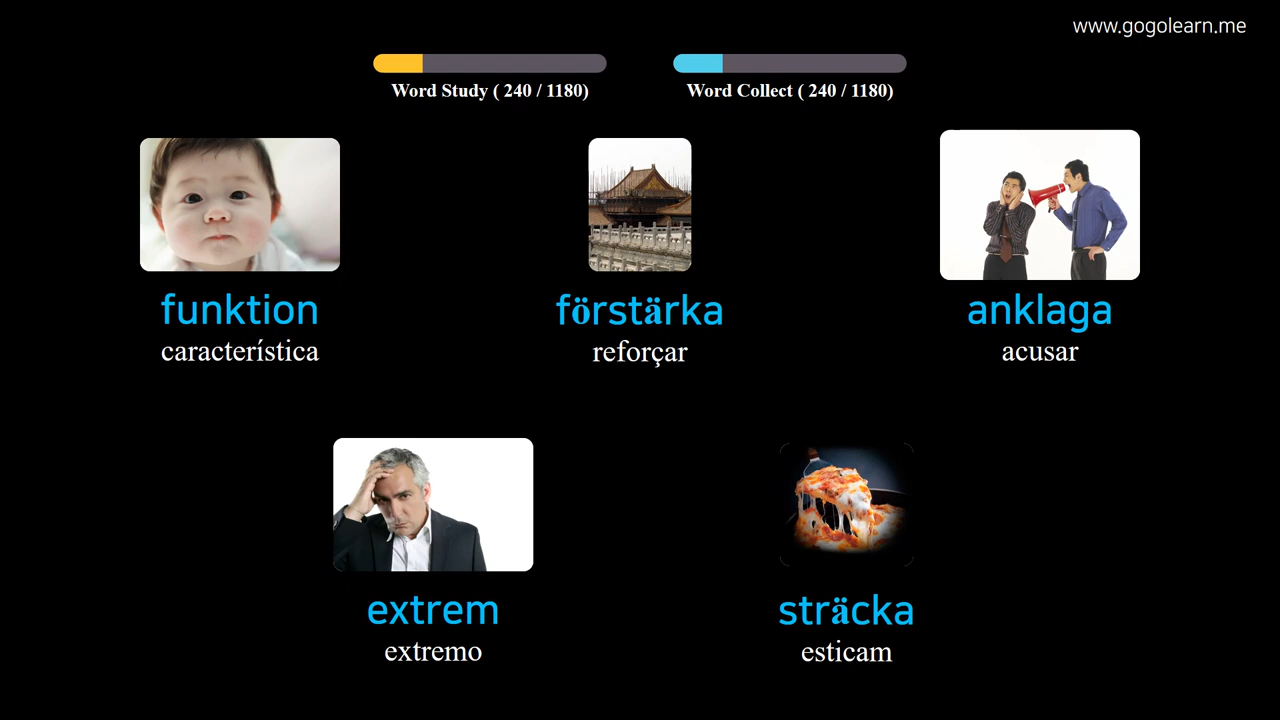 www.gogolearn.me
Word Study ( 240 / 1180)
Word Collect ( 240 / 1180)
funktion
característica
förstärka
reforçar
anklaga
acusar
extrem
extremo
sträcka
esticam